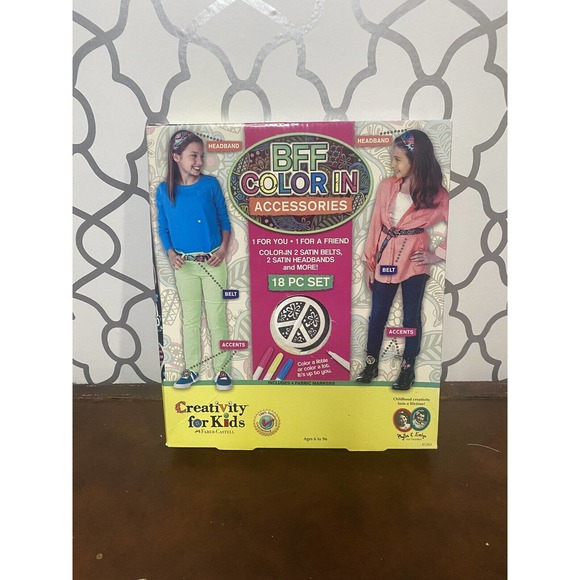 HEADBAND
HEADBAND
BFF
COLOR IN
ACCESSORIES
1 FOR YOU • 1 FOR A FRIEND
COLOR-IN 2 SATIN BELTS,
2 SATIN HEADBANDS
and MORE!
18 PC SET
BELT
BELT
ACCENTS
ACCENTS
Color a little
or color a lot.
It's up to you.
INCLUDES 4 FABRIC MARKERS
Creativity
for Kids
FABER-CASTELL
Ages 6 to 96
Childhood creativity
lasts a lifetime!